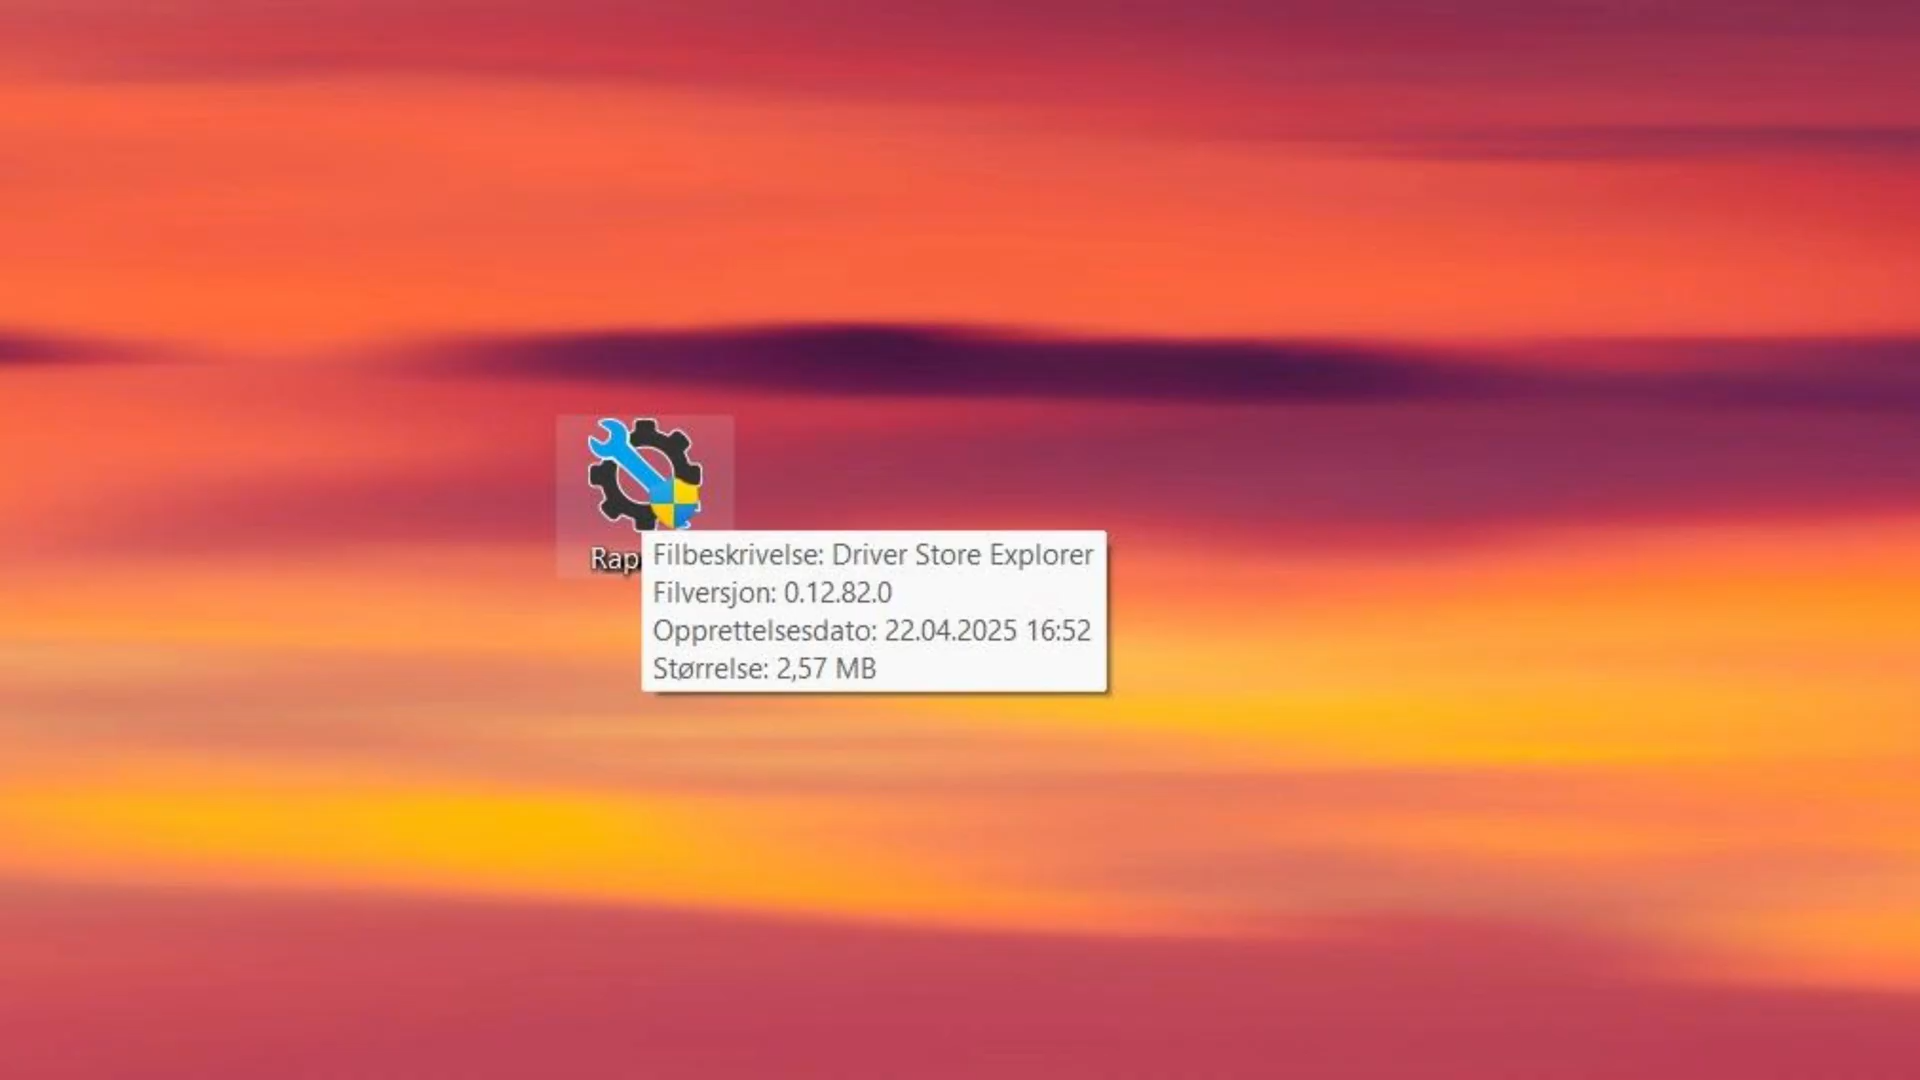 Rap
Filbeskrivelse: Driver Store Explorer
Filversjon: 0.12.82.0
Opprettelsesdato: 22.04.2025 16:52
Størrelse: 2,57 MB